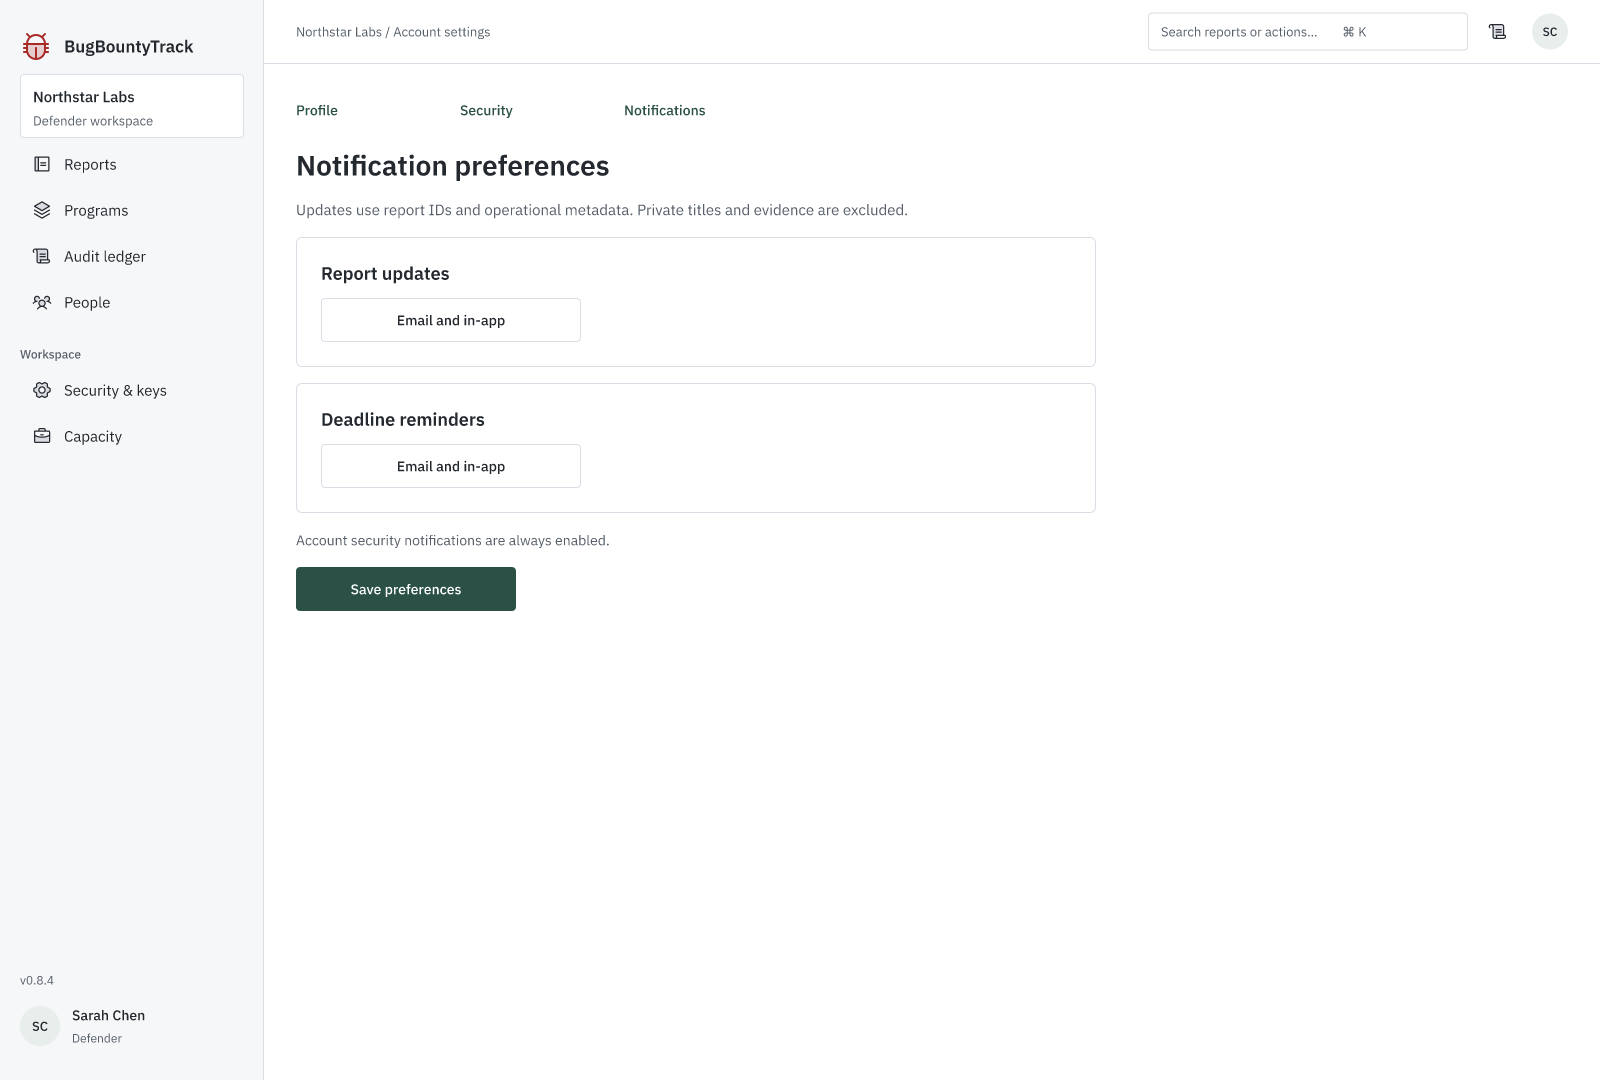 BugBountyTrack
Northstar Labs
Defender workspace
Reports
Programs
Audit ledger
People
Workspace
Security & keys
Capacity
v0.8.4
SC
Sarah Chen
Defender
Northstar Labs / Account settings
Search reports or actions... ⌘ K
SC
Profile
Security
Notifications
Notification preferences
Updates use report IDs and operational metadata. Private titles and evidence are excluded.
Report updates
Email and in-app
Deadline reminders
Email and in-app
Account security notifications are always enabled.
Save preferences